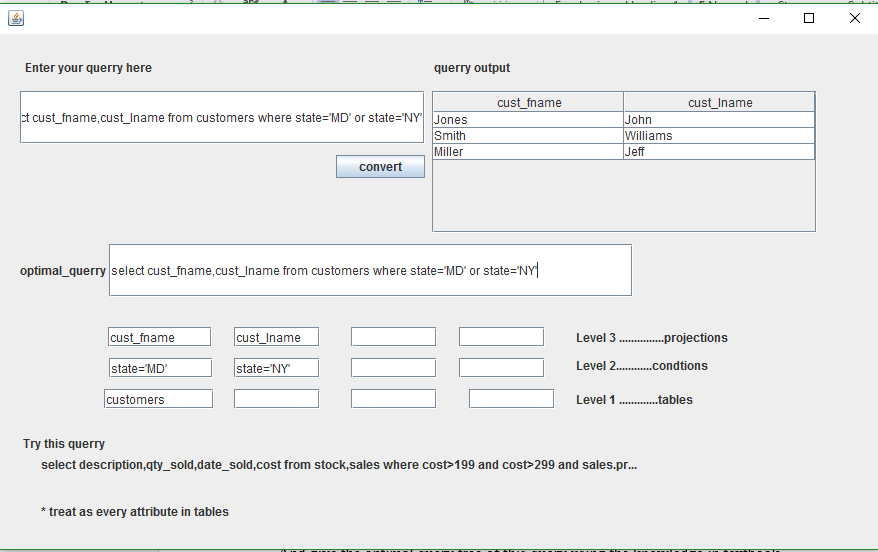 Enter your querry here
querry output
ct cust_fname,cust_lname from customers where state='MD' or state='NY'
cust_fname cust_lname
Jones John
Smith Williams
Miller Jeff
convert
optimal_querry select cust_fname,cust_lname from customers where state='MD' or state='NY'
cust_fname cust_lname Level 3 ...............projections
state='MD' state='NY' Level 2............condtions
customers Level 1 .............tables
Try this querry
select description,qty_sold,date_sold,cost from stock,sales where cost>199 and cost>299 and sales.pr...
* treat as every attribute in tables